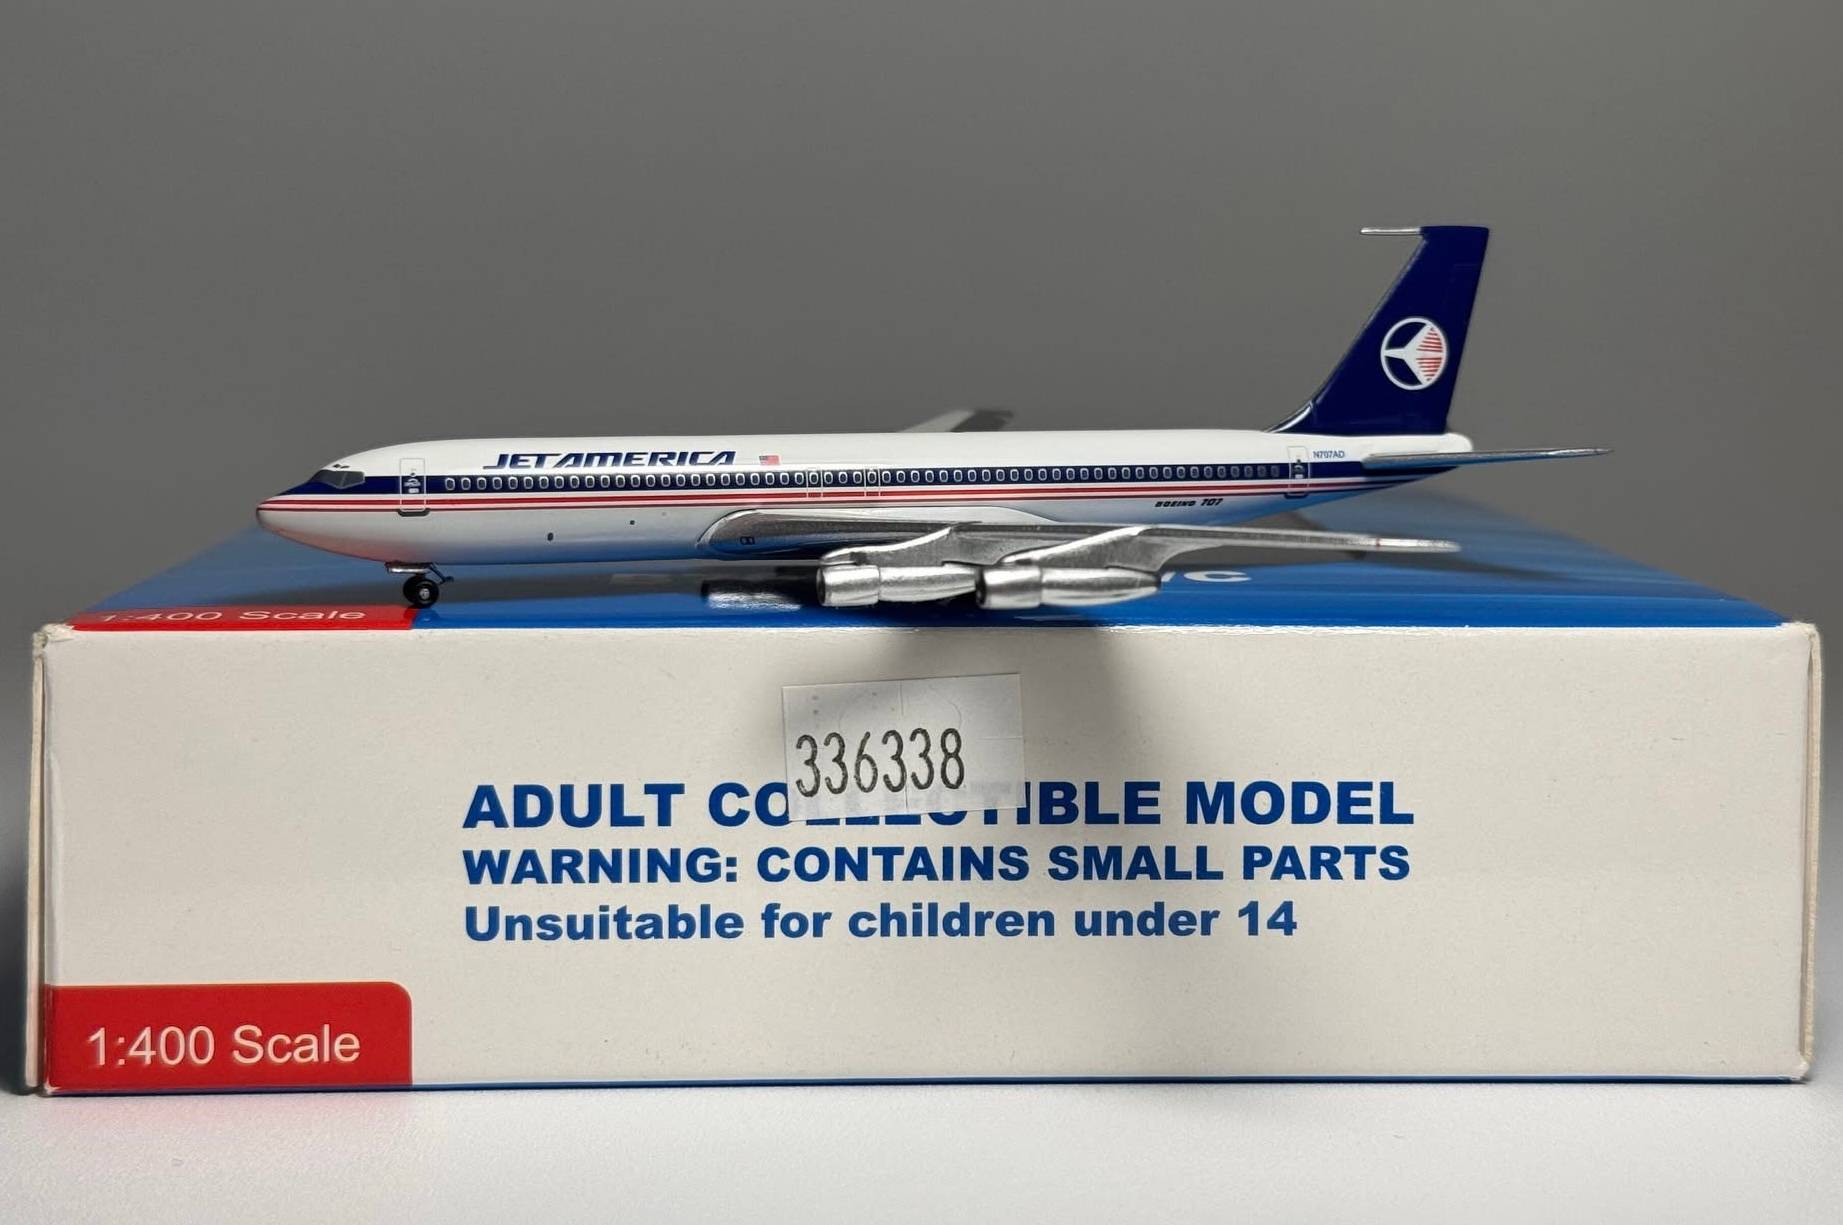 JETAMERICA
N707AD
BOEING 707
1:400 Scale
336338
ADULT COLLECTIBLE MODEL
WARNING: CONTAINS SMALL PARTS
Unsuitable for children under 14
1:400 Scale